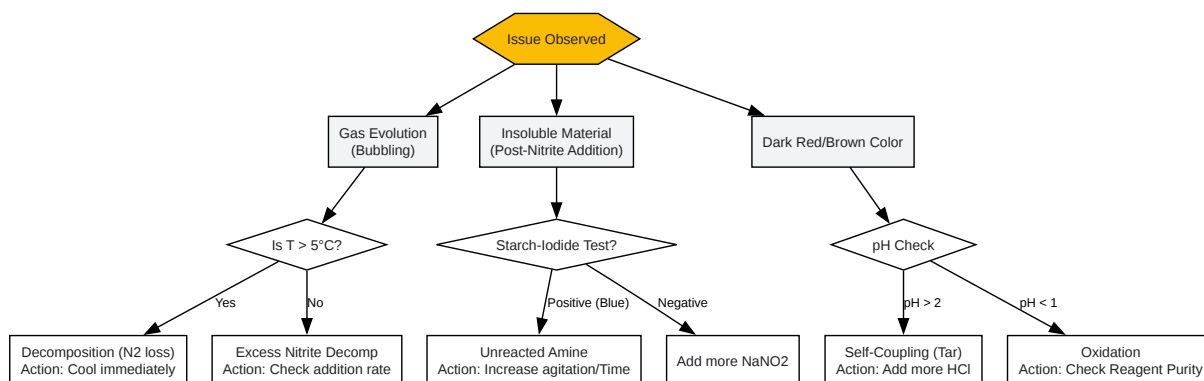 Issue Observed
Gas Evolution
(Bubbling)
Insoluble Material
(Post-Nitrite Addition)
Dark Red/Brown Color
Is T > 5°C?
Starch-Iodide Test?
pH Check
Yes
No
Positive (Blue)
Negative
pH > 2
pH < 1
Decomposition (N2 loss)
Action: Cool immediately
Excess Nitrite Decomp
Action: Check addition rate
Unreacted Amine
Action: Increase agitation/Time
Add more NaNO2
Self-Coupling (Tar)
Action: Add more HCl
Oxidation
Action: Check Reagent Purity